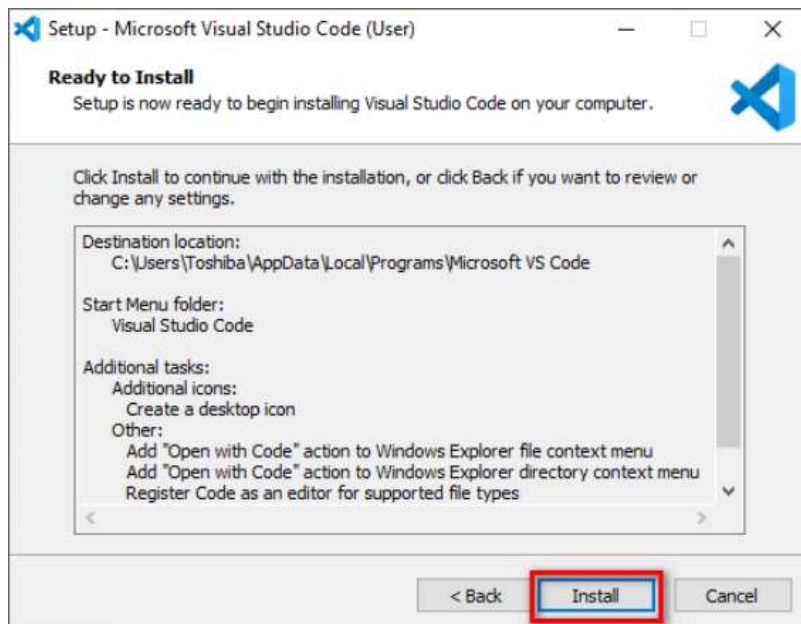 Setup - Microsoft Visual Studio Code (User)
Ready to Install
Setup is now ready to begin installing Visual Studio Code on your computer.
Click Install to continue with the installation, or click Back if you want to review or
change any settings.
Destination location:
C:\Users\Toshiba\AppData\Local\Programs\Microsoft VS Code
Start Menu folder:
Visual Studio Code
Additional tasks:
Additional icons:
Create a desktop icon
Other:
Add "Open with Code" action to Windows Explorer file context menu
Add "Open with Code" action to Windows Explorer directory context menu
Register Code as an editor for supported file types
< Back Install Cancel